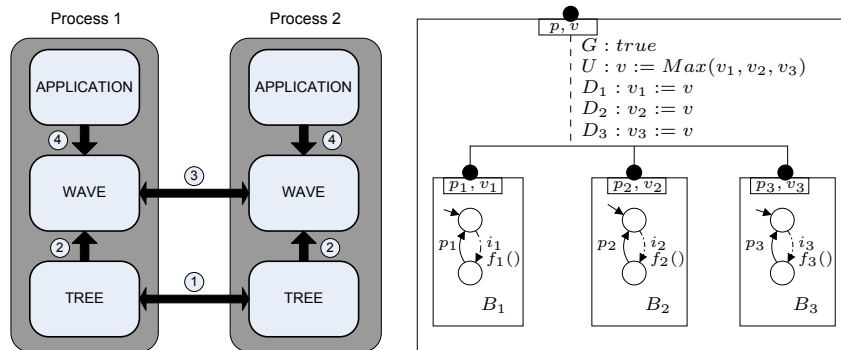 Process 1
Process 2
APPLICATION
APPLICATION
4
4
WAVE
3
WAVE
2
2
TREE
1
TREE
p, v
G : true
U : v := Max(v₁, v₂, v₃)
D₁ : v₁ := v
D₂ : v₂ := v
D₃ : v₃ := v
p₁, v₁
p₂, v₂
p₃, v₃
p₁
i₁
f₁()
p₂
i₂
f₂()
p₃
i₃
f₃()
B₁
B₂
B₃